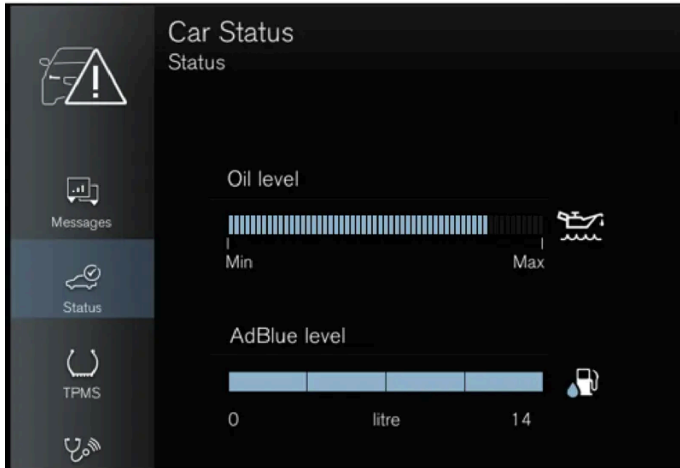 Car Status
Status
Messages
Status
TPMS
Oil level
Min Max
AdBlue level
0 litre 14